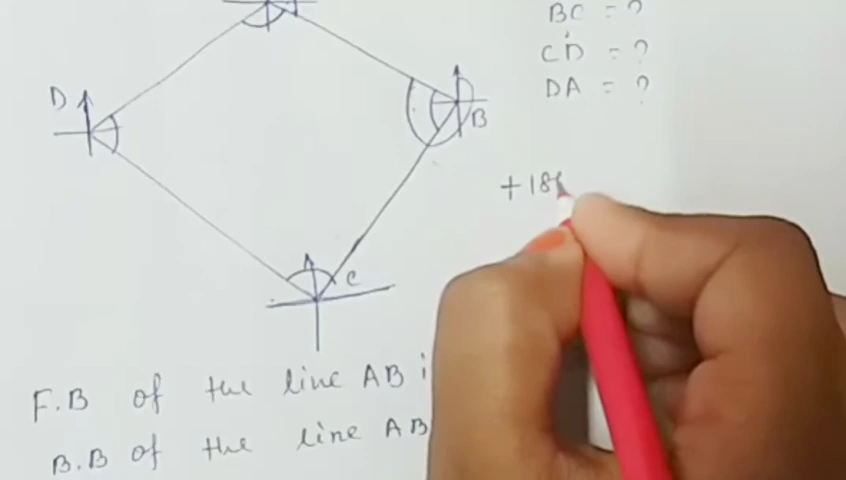 BC = ?
CD = ?
DA = ?
D
B
+18
C
F.B of the line AB i
B.B of the line AB